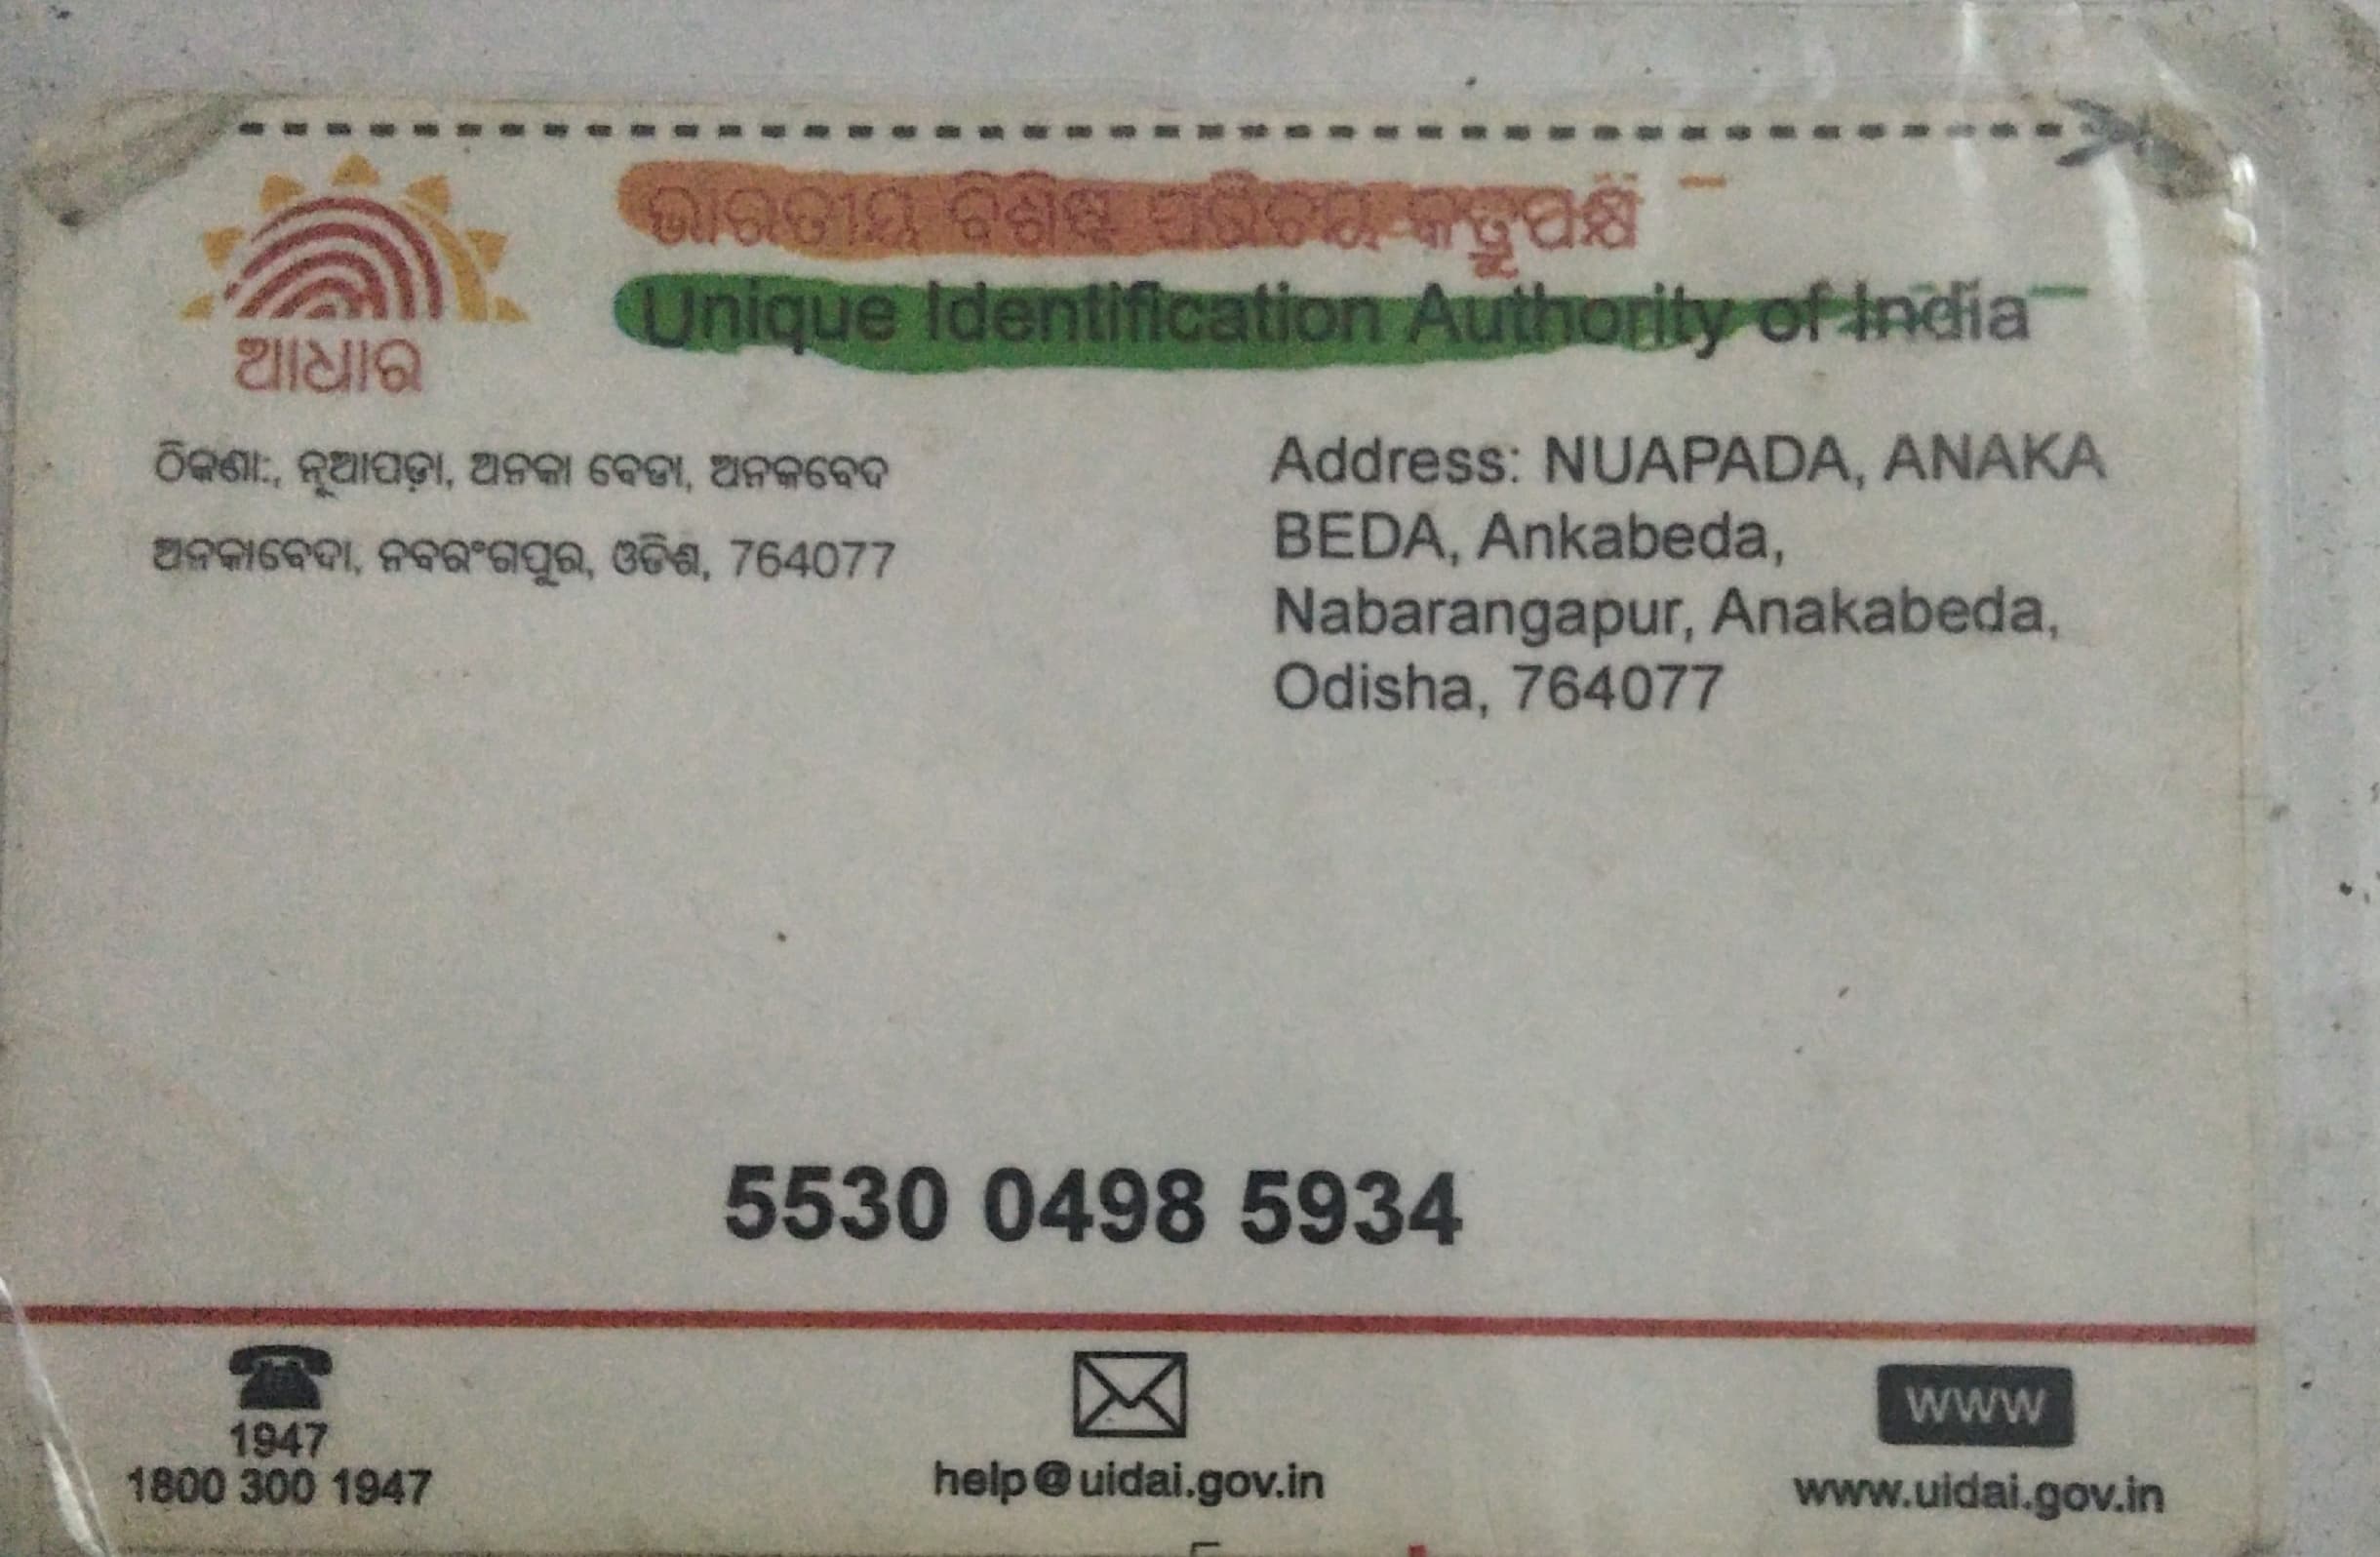 ଭାରତୀୟ ବିଶିଷ୍ଟ ପରିଚୟ କର୍ତ୍ତୃପକ୍ଷ
Unique Identification Authority of India
ଆଧାର
ଠିକଣା:, ନୂଆପଡ଼ା, ଅନକା ବେଡା, ଅନକବେଦ
ଅନକାବେଦା, ନବରଂଗପୁର, ଓଡିଶ, 764077
Address: NUAPADA, ANAKA
BEDA, Ankabeda,
Nabarangapur, Anakabeda,
Odisha, 764077
5530 0498 5934
1947
1800 300 1947
help@uidai.gov.in
WWW
www.uidai.gov.in